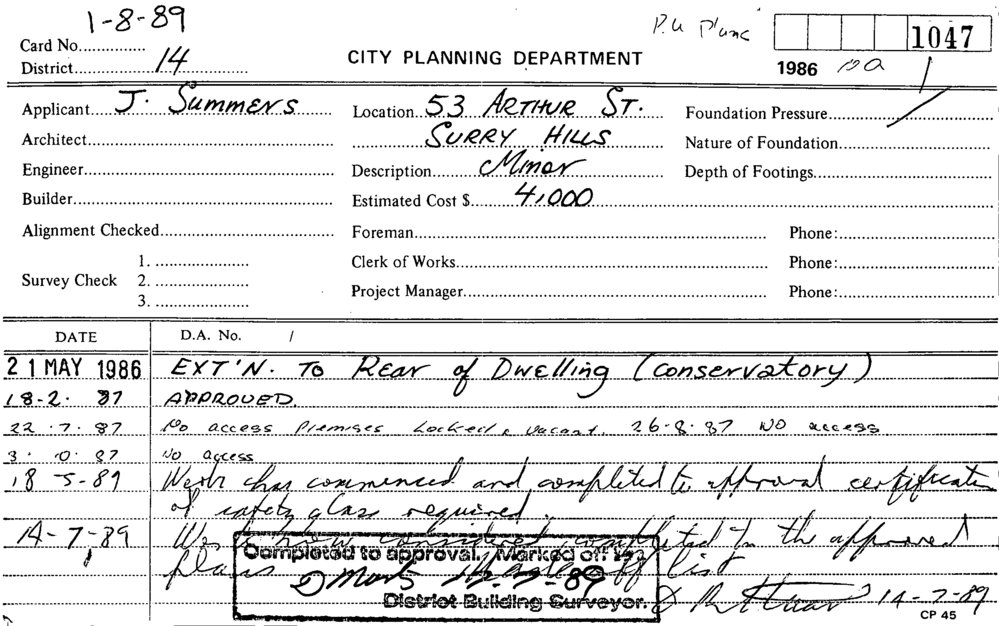 1-8-89
Card No.
District 14
CITY PLANNING DEPARTMENT
1047
1986
Applicant J. Summers
Location 53 ARTHUR ST.
SURRY HILLS
Foundation Pressure
Architect
Nature of Foundation
Engineer
Description Minor
Depth of Footings
Builder
Estimated Cost $ 4,000
Alignment Checked
Foreman
Phone:
Survey Check
1.
2.
3.
Clerk of Works
Phone:
Project Manager
Phone:
DATE
D.A. No. /
21 MAY 1986 EXT'N. TO Rear of Dwelling (conservatory)
18-2. 87 APPROVED.
22 .7. 87 No access Premises Locked & vacant. 26-8-87 NO access
No access
18 5-89 Work has commenced and completed to approval certificate
of safety glass required.
14-7-89 completed to the approved
plans list
Completed to approval. Marked off
District Building Surveyor.
14-7-89
CP 45